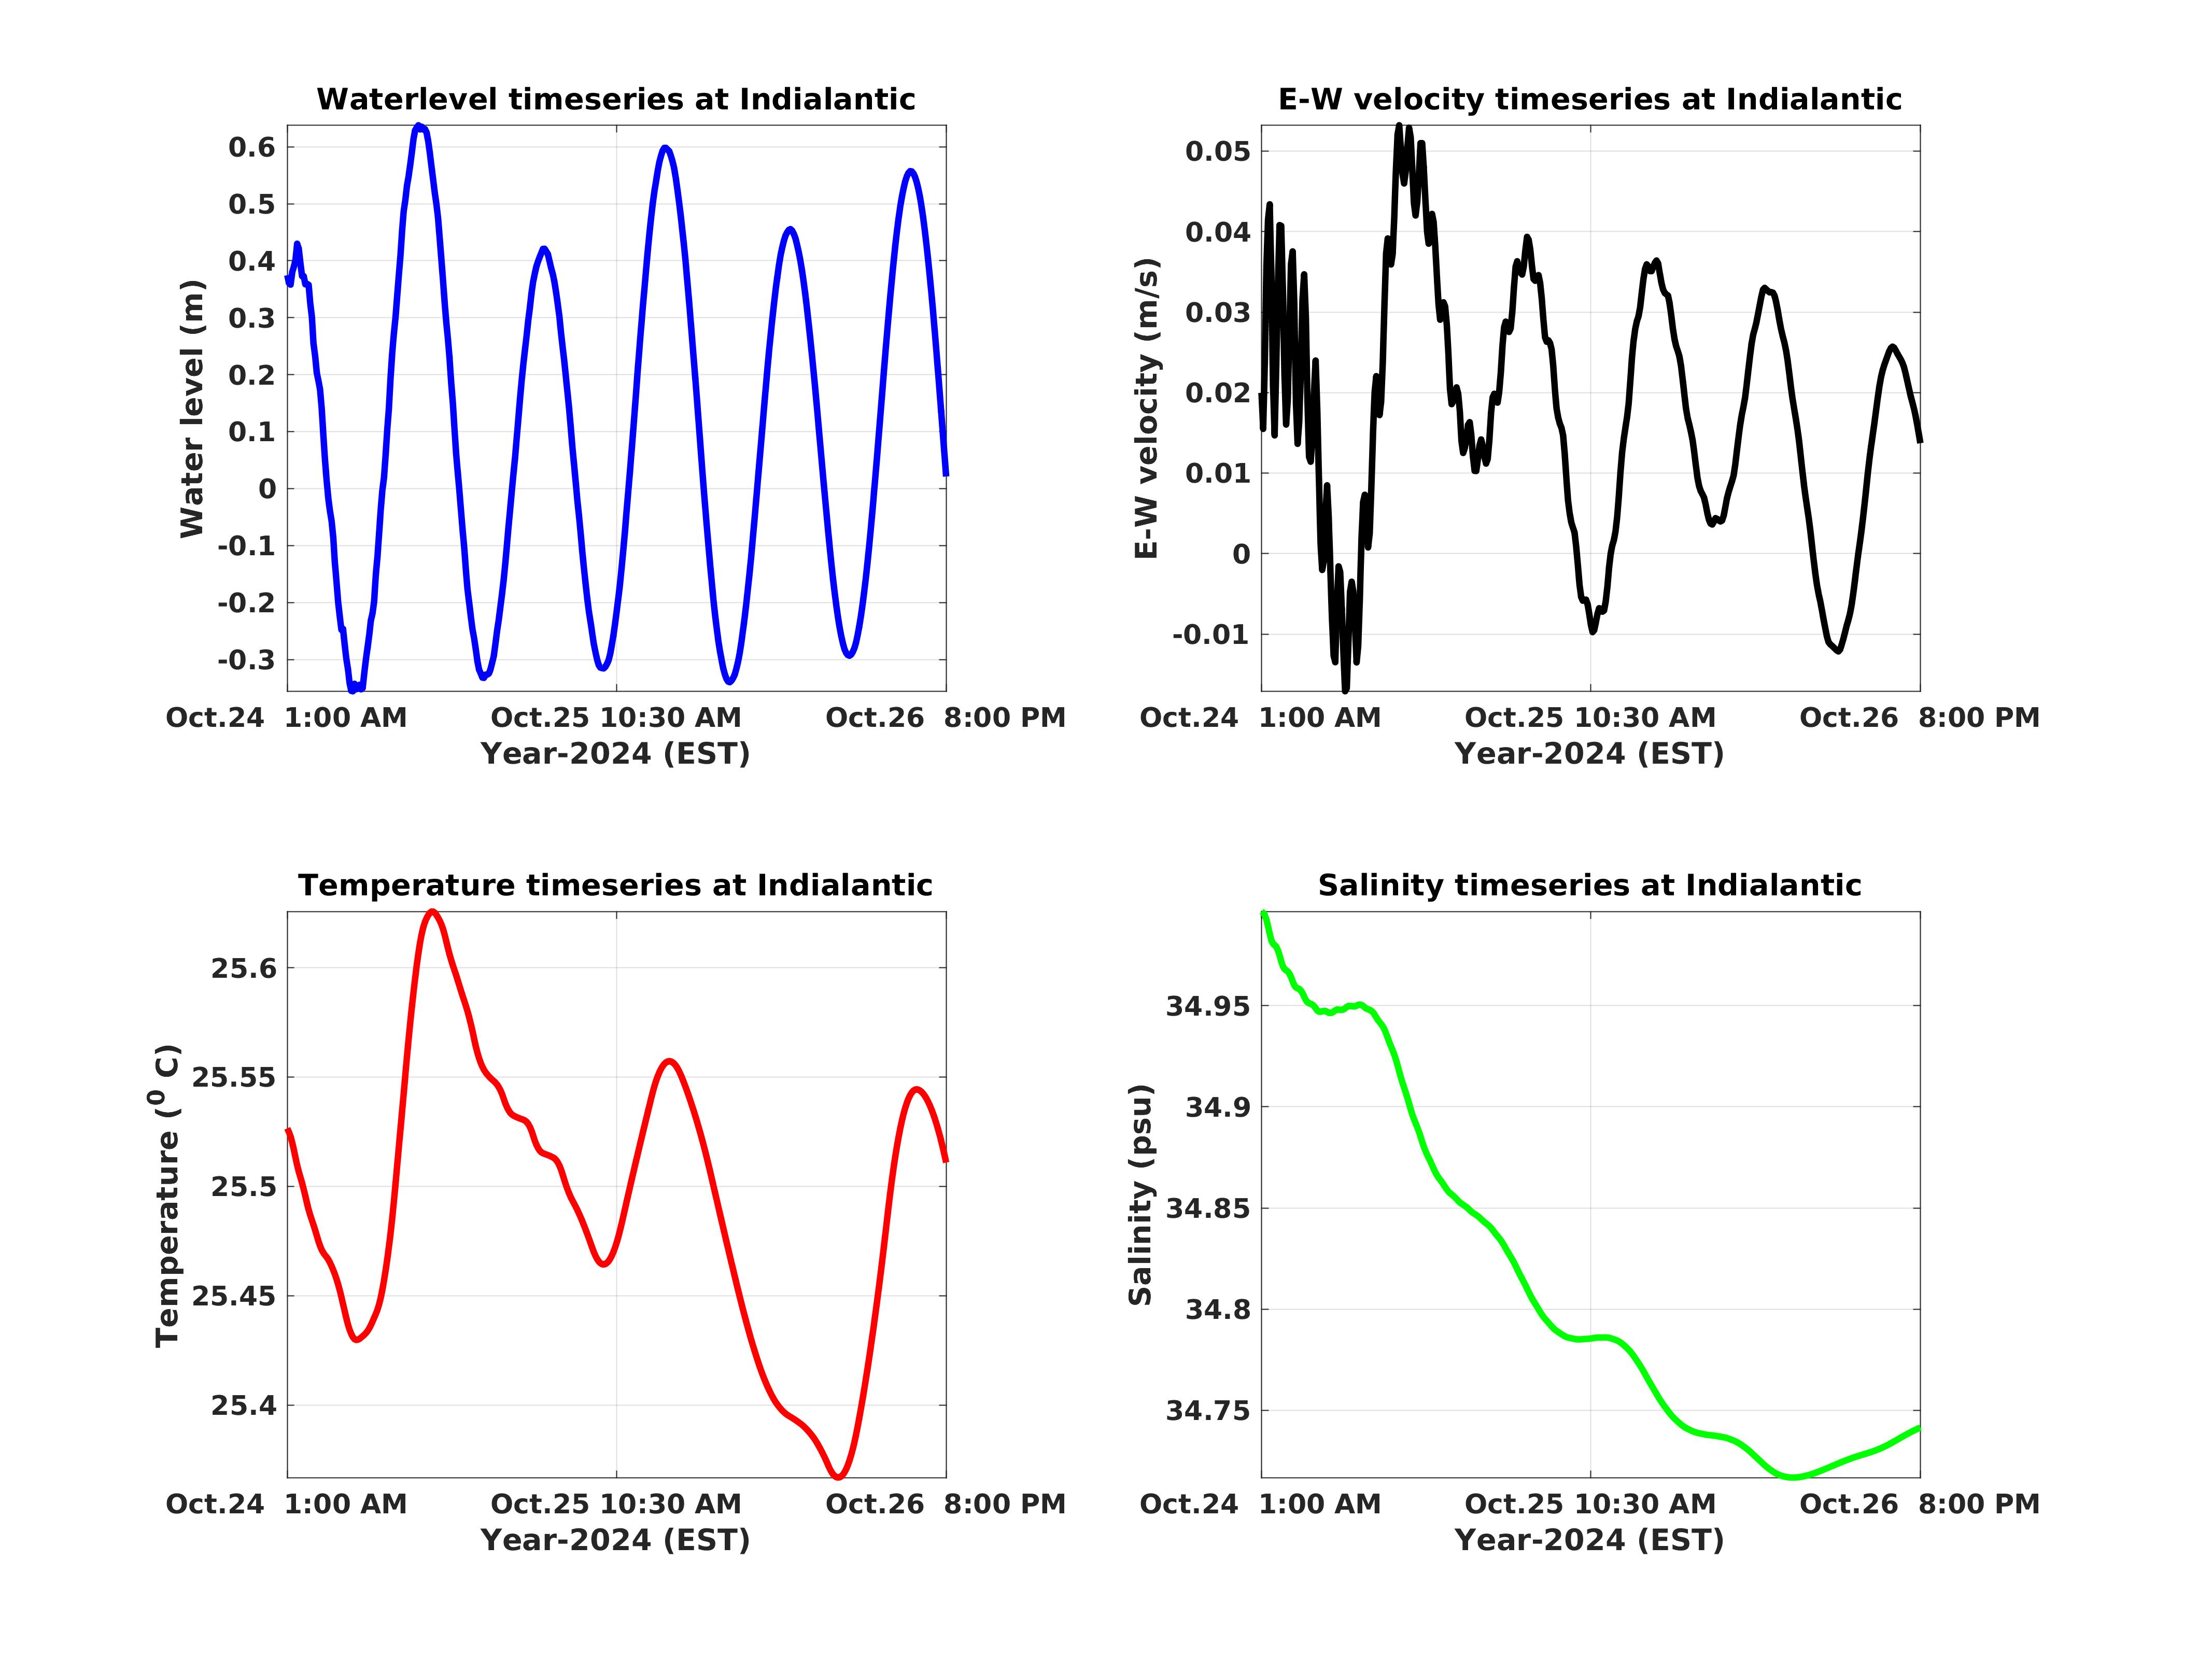 Waterlevel timeseries at Indialantic
0.6
0.5
0.4
0.3
0.2
0.1
0
-0.1
-0.2
-0.3
Water level (m)
Oct.24 1:00 AM
Oct.25 10:30 AM
Oct.26 8:00 PM
Year-2024 (EST)
E-W velocity timeseries at Indialantic
0.05
0.04
0.03
0.02
0.01
0
-0.01
E-W velocity (m/s)
Oct.24 1:00 AM
Oct.25 10:30 AM
Oct.26 8:00 PM
Year-2024 (EST)
Temperature timeseries at Indialantic
25.6
25.55
25.5
25.45
25.4
Temperature (⁰ C)
Oct.24 1:00 AM
Oct.25 10:30 AM
Oct.26 8:00 PM
Year-2024 (EST)
Salinity timeseries at Indialantic
34.95
34.9
34.85
34.8
34.75
Salinity (psu)
Oct.24 1:00 AM
Oct.25 10:30 AM
Oct.26 8:00 PM
Year-2024 (EST)